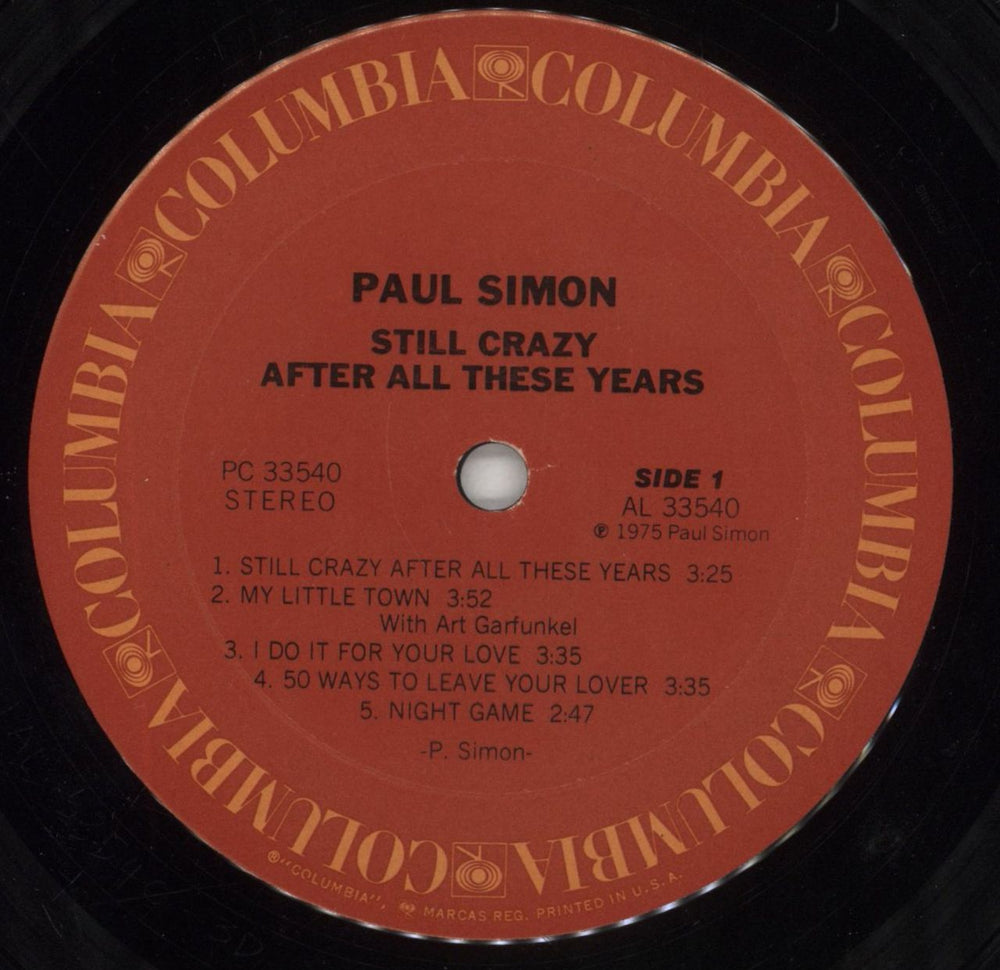 COLUMBIA COLUMBIA COLUMBIA COLUMBIA COLUMBIA COLUMBIA COLUMBIA COLUMBIA
PAUL SIMON
STILL CRAZY
AFTER ALL THESE YEARS
PC 33540
STEREO
SIDE 1
AL 33540
℗ 1975 Paul Simon
1. STILL CRAZY AFTER ALL THESE YEARS 3:25
2. MY LITTLE TOWN 3:52
With Art Garfunkel
3. I DO IT FOR YOUR LOVE 3:35
4. 50 WAYS TO LEAVE YOUR LOVER 3:35
5. NIGHT GAME 2:47
-P. Simon-
®"COLUMBIA", MARCAS REG. PRINTED IN U.S.A.